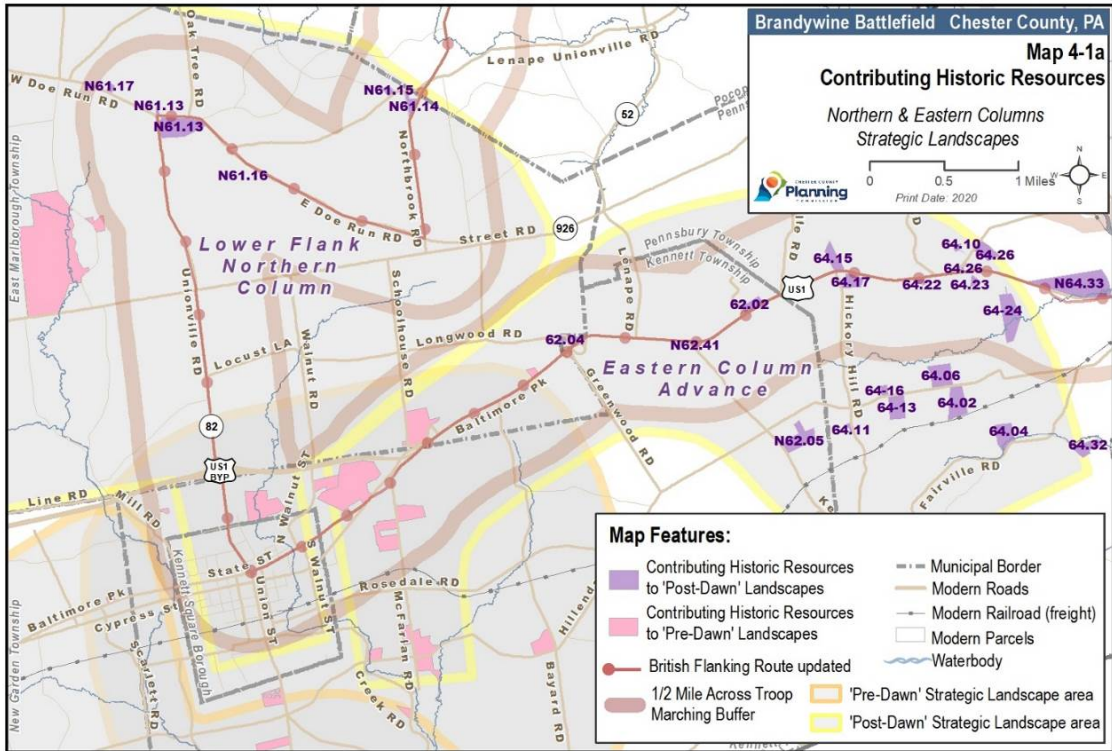 Brandywine Battlefield Chester County, PA
Map 4-1a
Contributing Historic Resources
Northern & Eastern Columns
Strategic Landscapes
CHESTER COUNTY
Planning
COMMISSION
0 0.5 1 Miles
Print Date: 2020
N
W E
S
Oak Tree RD
Lenape Unionville RD
N61.17
W Doe Run RD
N61.13
N61.13
N61.15
N61.14
52
N61.16
Northbrook RD
E Doe Run RD
Street RD
926
East Marlborough Township
Lower Flank
Northern
Column
Unionville RD
Schoolhouse RD
Lenape RD
Pennsbury Township
Kennett Township
US1
64.15
64.17
64.10
64.26
64.26
64.22
64.23
N64.33
64-24
62.02
Locust LA
Walnut RD
Longwood RD
62.04
N62.41
Hickory Hill RD
Eastern Column
Advance
Baltimore Pk
Greenwood RD
64.06
64-16
64-13
64.02
64.11
N62.05
64.04
64.32
Fairville RD
82
US1
BYP
Line RD
Mill RD
N Walnut ST
S Walnut ST
State ST
Union ST
Kennett Square Borough
Baltimore Pk
Cypress ST
Rosedale RD
McFarlan RD
New Garden Township
Scarlett RD
Creek RD
Bayard RD
Map Features:
Contributing Historic Resources
to 'Post-Dawn' Landscapes
Contributing Historic Resources
to 'Pre-Dawn' Landscapes
British Flanking Route updated
1/2 Mile Across Troop
Marching Buffer
Municipal Border
Modern Roads
Modern Railroad (freight)
Modern Parcels
Waterbody
'Pre-Dawn' Strategic Landscape area
'Post-Dawn' Strategic Landscape area